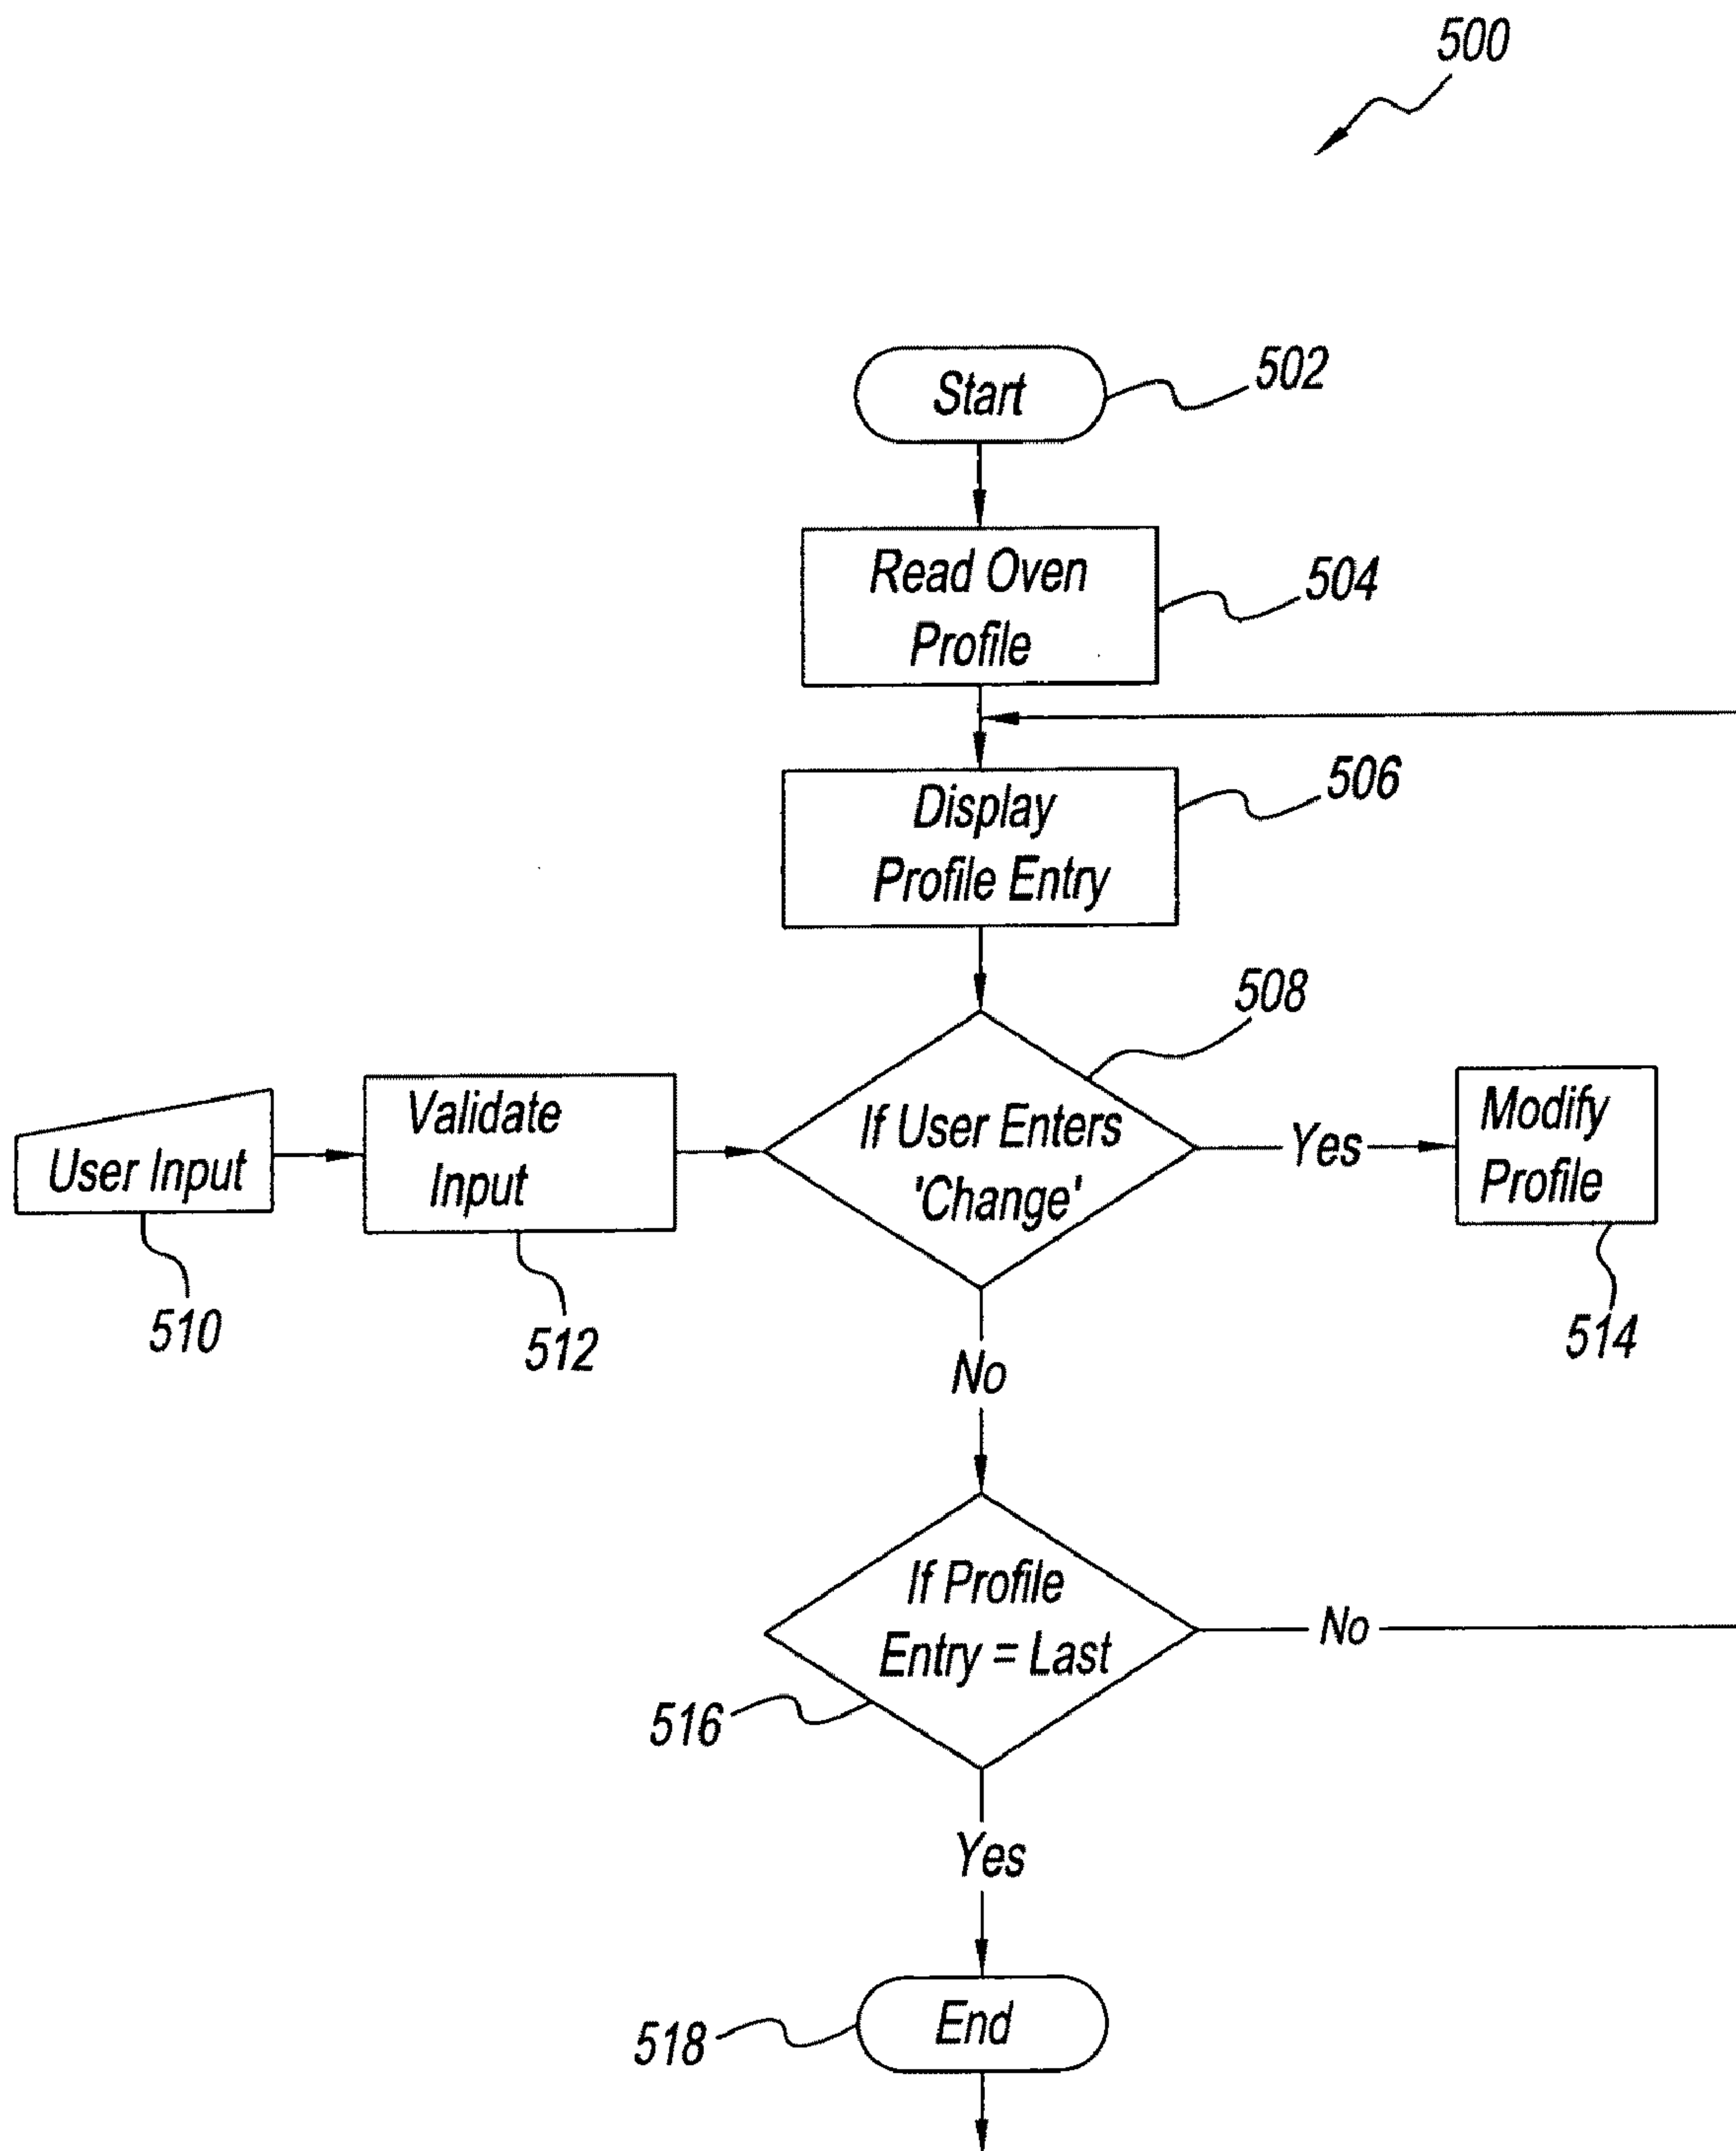 500
Start
502
Read Oven
Profile
504
Display
Profile Entry
506
508
User Input
510
Validate
Input
512
If User Enters
'Change'
Yes
Modify
Profile
514
No
If Profile
Entry = Last
516
No
Yes
End
518